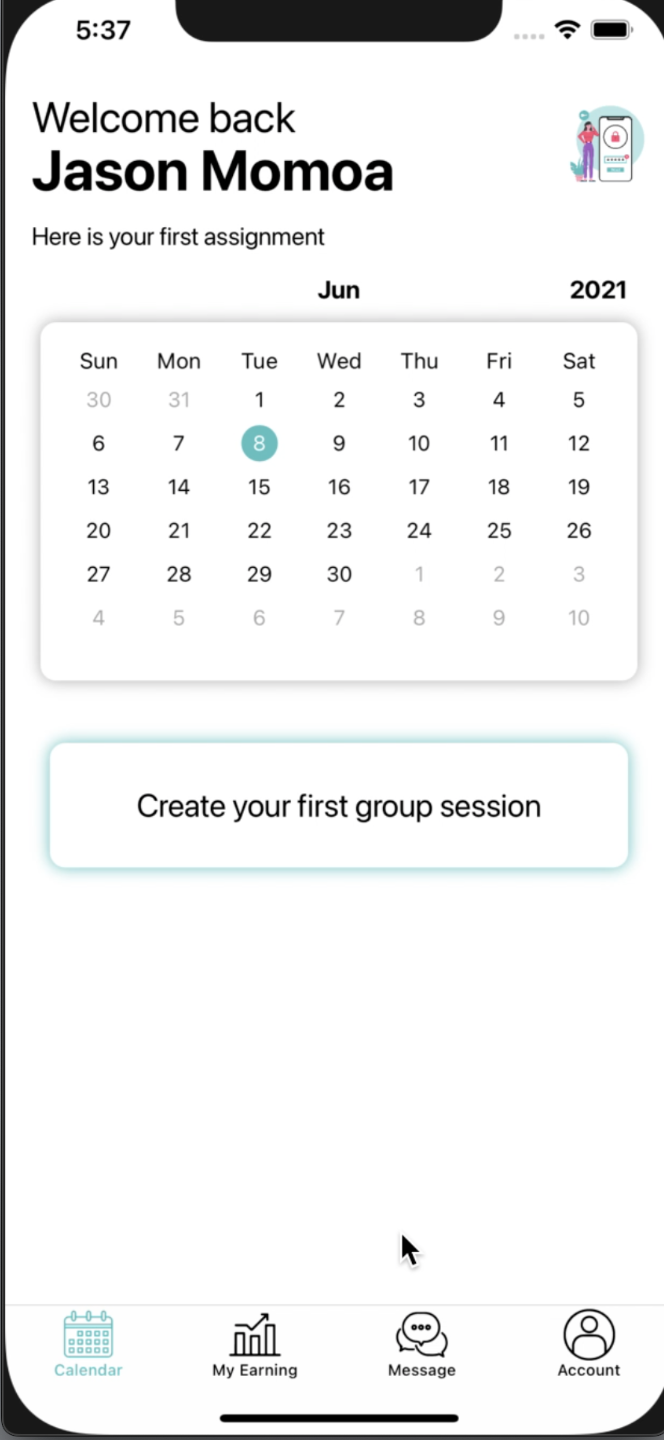 5:37
Welcome back
Jason Momoa
Here is your first assignment
Jun 2021
Sun Mon Tue Wed Thu Fri Sat
30 31 1 2 3 4 5
6 7 8 9 10 11 12
13 14 15 16 17 18 19
20 21 22 23 24 25 26
27 28 29 30 1 2 3
4 5 6 7 8 9 10
Create your first group session
Calendar My Earning Message Account